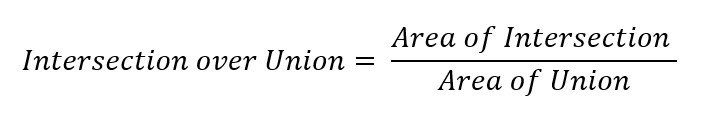 Intersection over Union = Area of Intersection
Area of Union